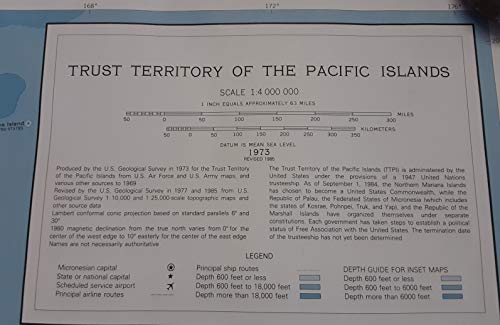 168°
172°
176°
TRUST TERRITORY OF THE PACIFIC ISLANDS
SCALE 1:4 000 000
1 INCH EQUALS APPROXIMATELY 63 MILES
50 0 50 100 150 200 250 300 MILES
50 0 50 100 150 200 250 300 350 KILOMETERS
DATUM IS MEAN SEA LEVEL
1973
REVISED 1985
Produced by the U.S. Geological Survey in 1973 for the Trust Territory
of the Pacific Islands from U.S. Air Force and U.S. Army maps, and
various other sources to 1969
Revised by the U.S. Geological Survey in 1977 and 1985 from U.S.
Geological Survey 1:10,000 and 1:25,000-scale topographic maps and
other source data
Lambert conformal conic projection based on standard parallels 6° and
30°
1980 magnetic declination from the true north varies from 0° for the
center of the west edge to 10° easterly for the center of the east edge
Names are not necessarily authoritative
The Trust Territory of the Pacific Islands (TTPI) is administered by the
United States under the provisions of a 1947 United Nations
trusteeship. As of September 1, 1984, the Northern Mariana Islands
has chosen to become a United States Commonwealth, while the
Republic of Palau, the Federated States of Micronesia (which includes
the states of Kosrae, Pohnpei, Truk, and Yap), and the Republic of the
Marshall Islands have organized themselves under separate
constitutions. Each government has taken steps to establish a political
status of Free Association with the United States. The termination date
of the trusteeship has not yet been determined.
LEGEND
Micronesian capital
State or national capital
Scheduled service airport
Principal airline routes
Principal ship routes
Depth 600 feet or less
Depth 600 feet to 18,000 feet
Depth more than 18,000 feet
DEPTH GUIDE FOR INSET MAPS
Depth 600 feet or less
Depth 600 feet to 6000 feet
Depth more than 6000 feet
Island